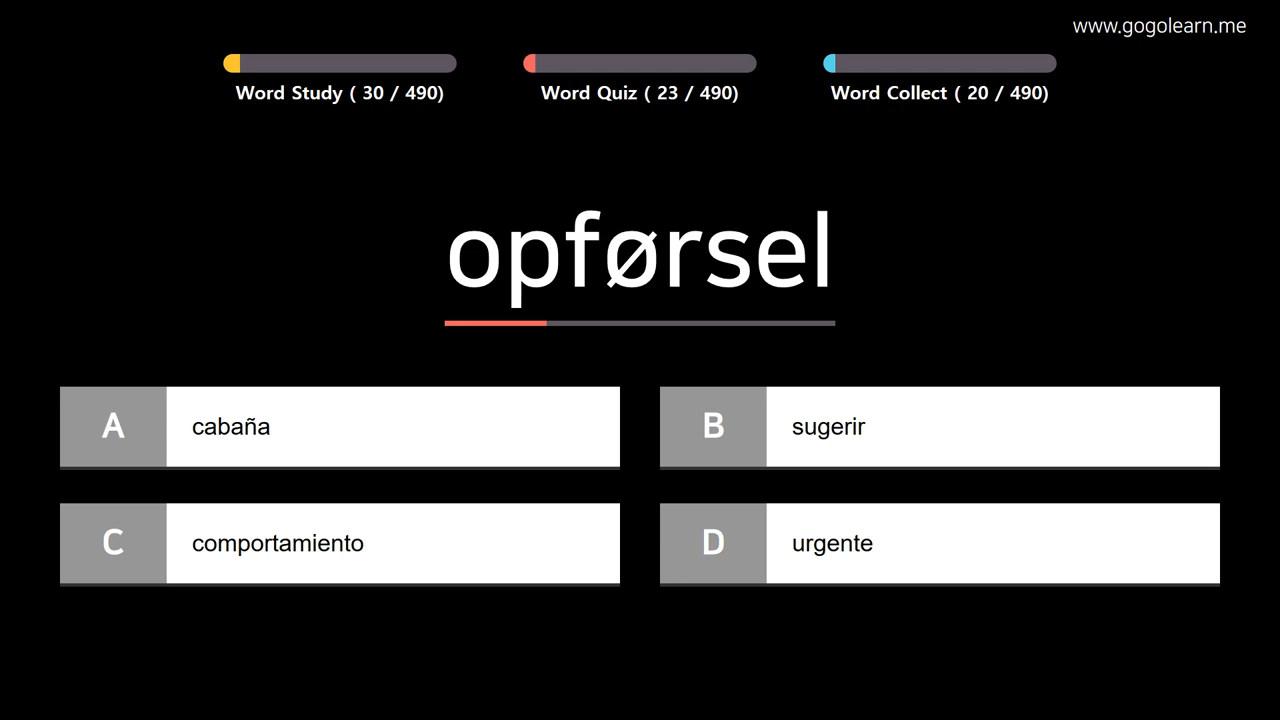 www.gogolearn.me
Word Study ( 30 / 490)
Word Quiz ( 23 / 490)
Word Collect ( 20 / 490)
opførsel
A cabaña
B sugerir
C comportamiento
D urgente